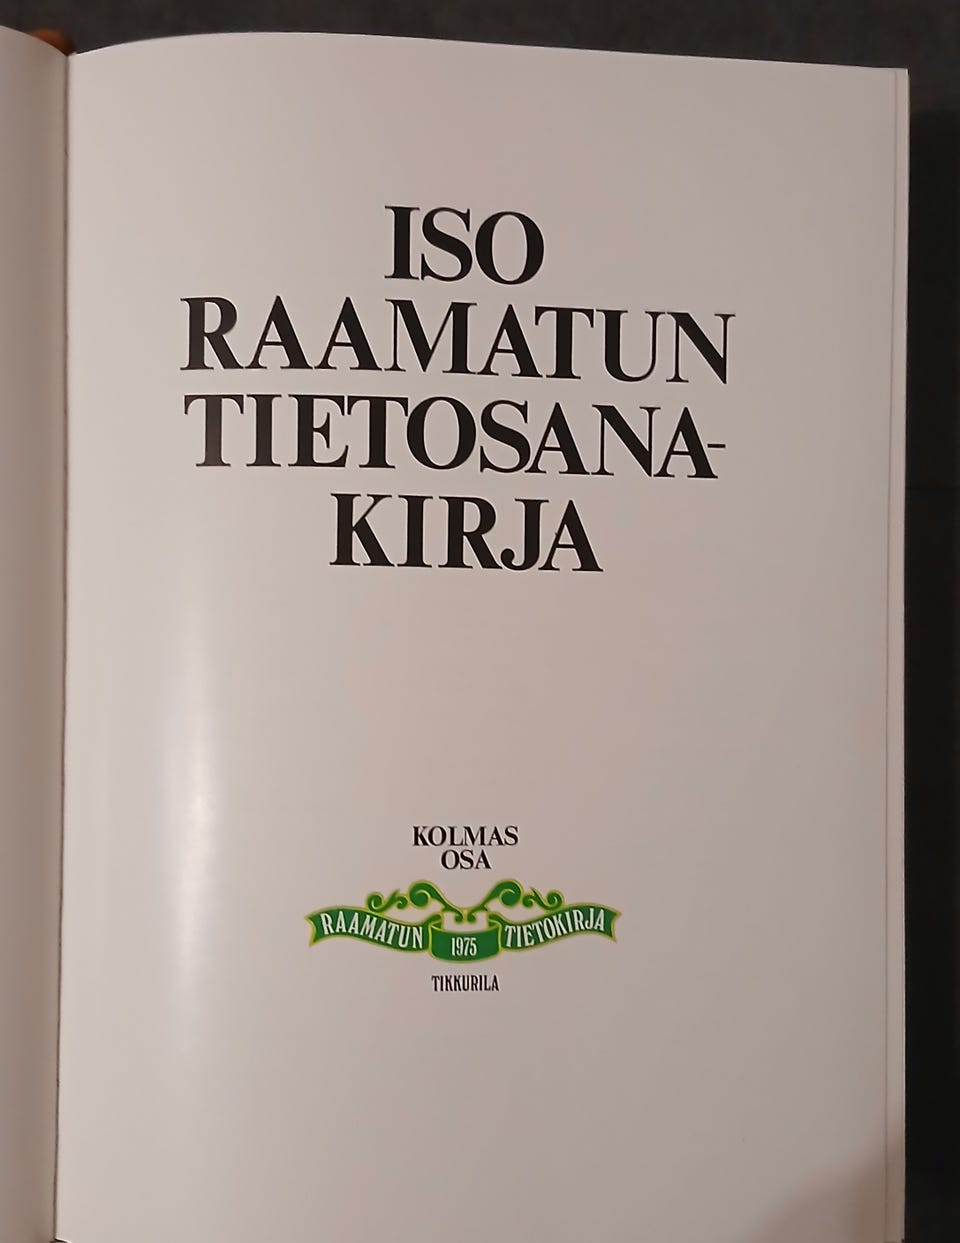 ISO
RAAMATUN
TIETOSANA-
KIRJA
KOLMAS
OSA
RAAMATUN 1975 TIETOKIRJA
TIKKURILA